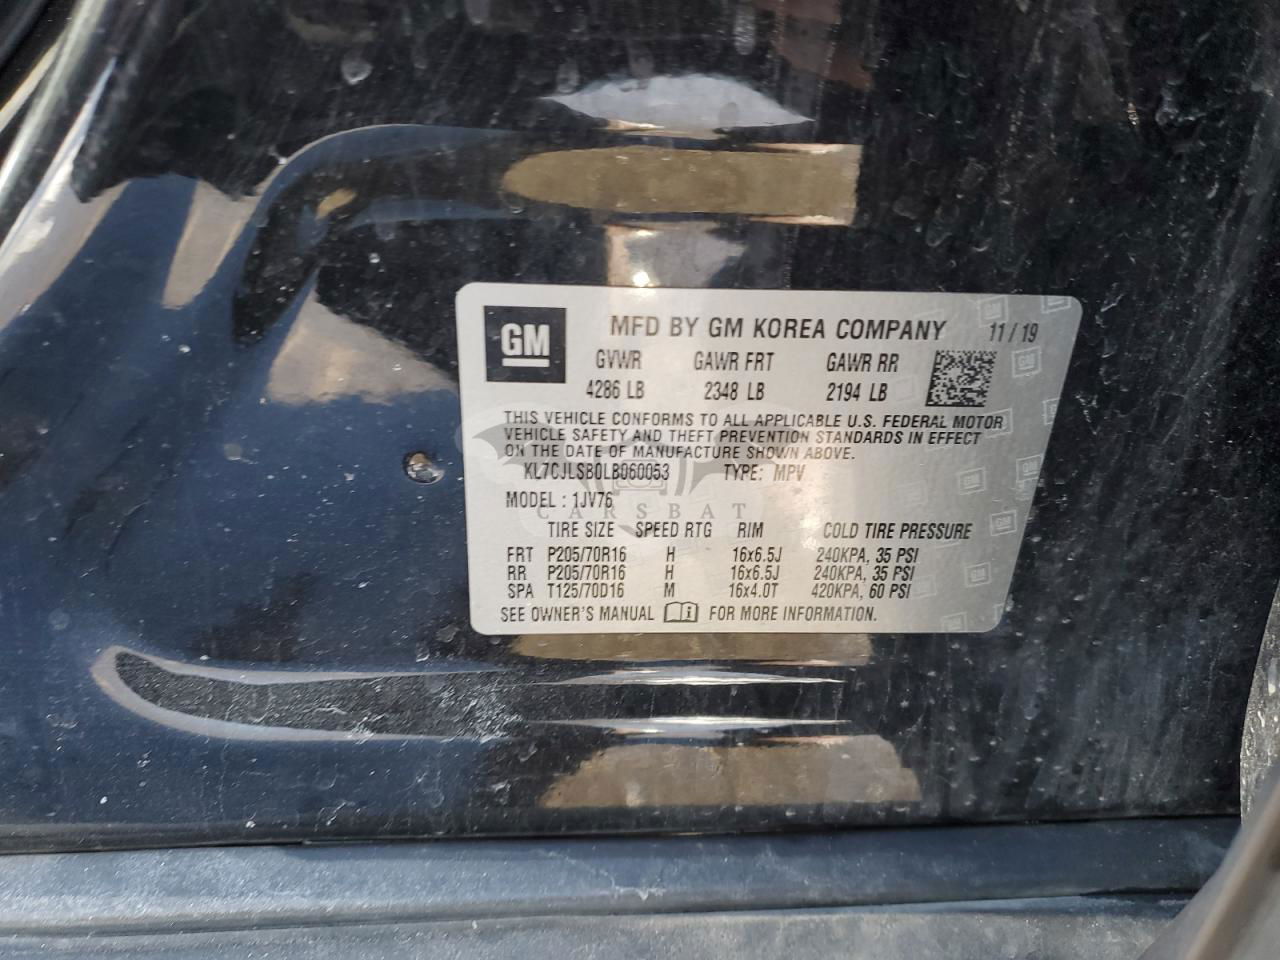 GM MFD BY GM KOREA COMPANY 11 / 19
GVWR GAWR FRT GAWR RR
4286 LB 2348 LB 2194 LB
THIS VEHICLE CONFORMS TO ALL APPLICABLE U.S. FEDERAL MOTOR
VEHICLE SAFETY AND THEFT PREVENTION STANDARDS IN EFFECT
ON THE DATE OF MANUFACTURE SHOWN ABOVE.
KL7CJLSB0LB060053 TYPE: MPV
MODEL : 1JV76
CARSBAT
TIRE SIZE SPEED RTG RIM COLD TIRE PRESSURE
FRT P205/70R16 H 16x6.5J 240KPA, 35 PSI
RR P205/70R16 H 16x6.5J 240KPA, 35 PSI
SPA T125/70D16 M 16x4.0T 420KPA, 60 PSI
SEE OWNER'S MANUAL FOR MORE INFORMATION.